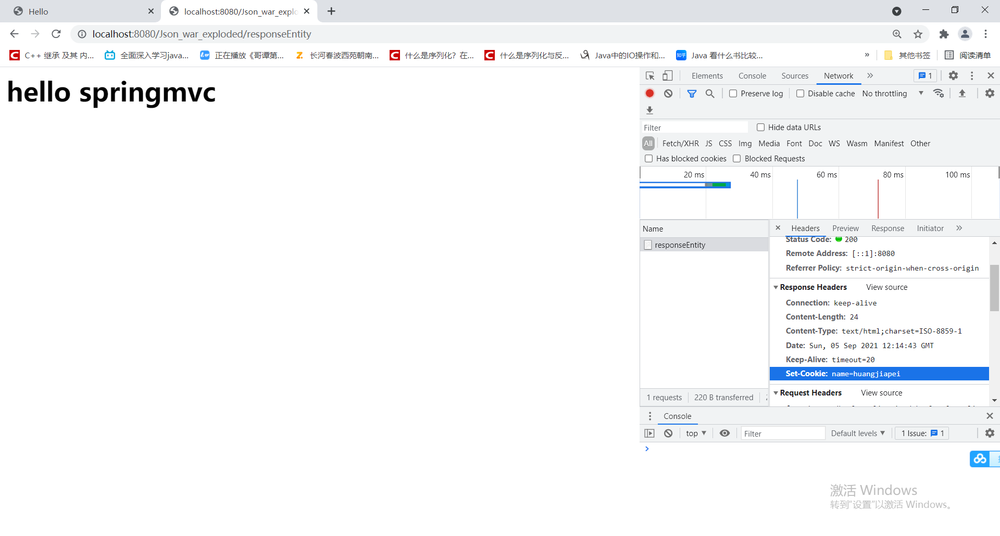 Hello
localhost:8080/Json_war_explo
localhost:8080/Json_war_exploded/responseEntity
C++ 继承 及其 内...
全面深入学习java...
正在播放《哥谭第...
长河春波西苑朝南...
什么是序列化？在...
什么是序列化与反...
Java中的IO操作和...
知乎
Java 看什么书比较...
»
其他书签
阅读清单
hello springmvc
Elements Console Sources Network » 1
Preserve log Disable cache No throttling
Filter
Hide data URLs
All Fetch/XHR JS CSS Img Media Font Doc WS Wasm Manifest Other
Has blocked cookies Blocked Requests
20 ms 40 ms 60 ms 80 ms 100 ms
Name
responseEntity
1 requests 220 B transferred
Headers Preview Response Initiator »
Status Code: 200
Remote Address: [::1]:8080
Referrer Policy: strict-origin-when-cross-origin
Response Headers View source
Connection: keep-alive
Content-Length: 24
Content-Type: text/html;charset=ISO-8859-1
Date: Sun, 05 Sep 2021 12:14:43 GMT
Keep-Alive: timeout=20
Set-Cookie: name=huangjiapei
Request Headers View source
Console
top Filter Default levels 1 Issue: 1
激活 Windows
转到“设置”以激活 Windows。